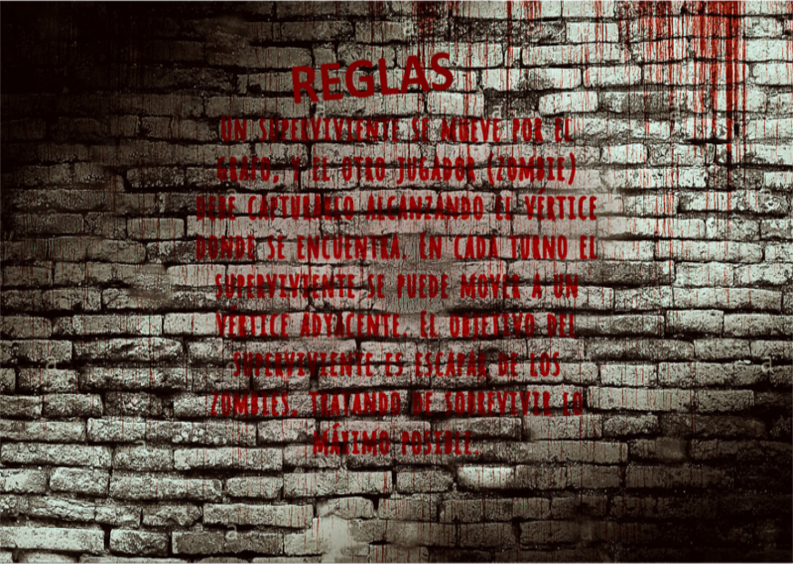 REGLAS
UN SUPERVIVIENTE SE MUEVE POR EL
GRAFO, Y EL OTRO JUGADOR (ZOMBIE)
DEBE CAPTURARLO ALCANZANDO EL VERTICE
DONDE SE ENCUENTRA. EN CADA TURNO EL
SUPERVIVIENTE SE PUEDE MOVER A UN
VERTICE ADYACENTE. EL OBJETIVO DEL
SUPERVIVIENTE ES ESCAPAR DE LOS
ZOMBIES, TRATANDO DE SOBREVIVIR LO
MÁXIMO POSIBLE.